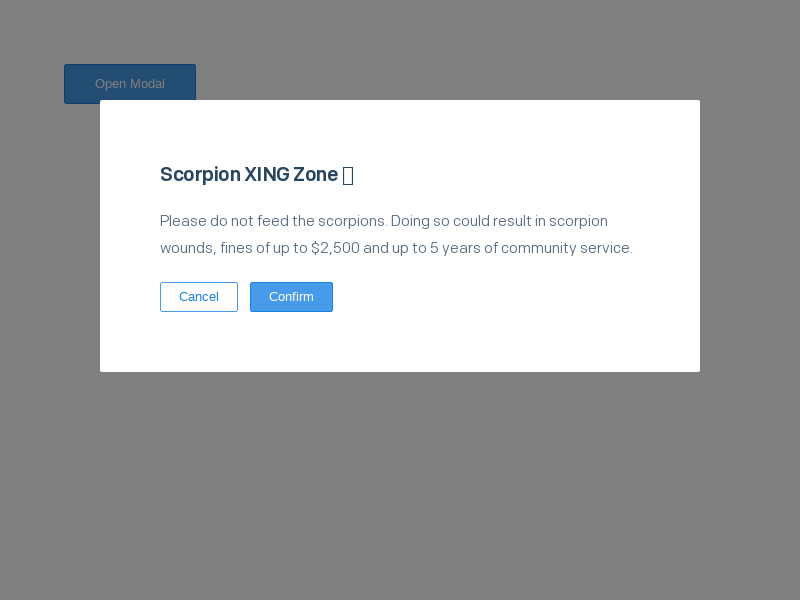 Open Modal
Scorpion XING Zone
Please do not feed the scorpions. Doing so could result in scorpion
wounds, fines of up to $2,500 and up to 5 years of community service.
Cancel
Confirm